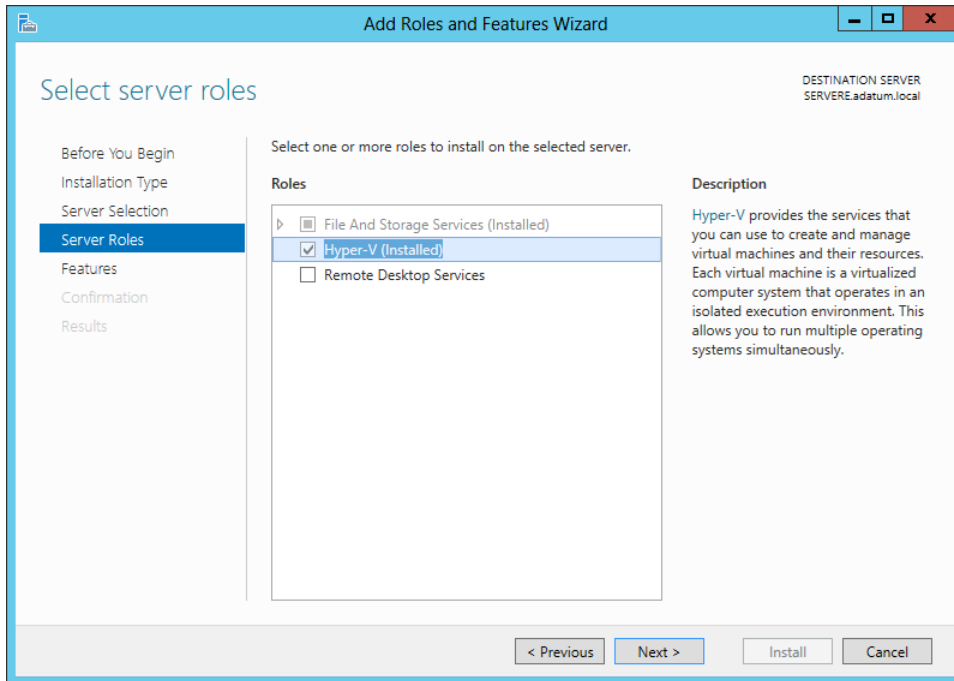 Add Roles and Features Wizard
Select server roles
DESTINATION SERVER
SERVERE.adatum.local
Before You Begin
Installation Type
Server Selection
Server Roles
Features
Confirmation
Results
Select one or more roles to install on the selected server.
Roles
File And Storage Services (Installed)
Hyper-V (Installed)
Remote Desktop Services
Description
Hyper-V provides the services that
you can use to create and manage
virtual machines and their resources.
Each virtual machine is a virtualized
computer system that operates in an
isolated execution environment. This
allows you to run multiple operating
systems simultaneously.
< Previous
Next >
Install
Cancel